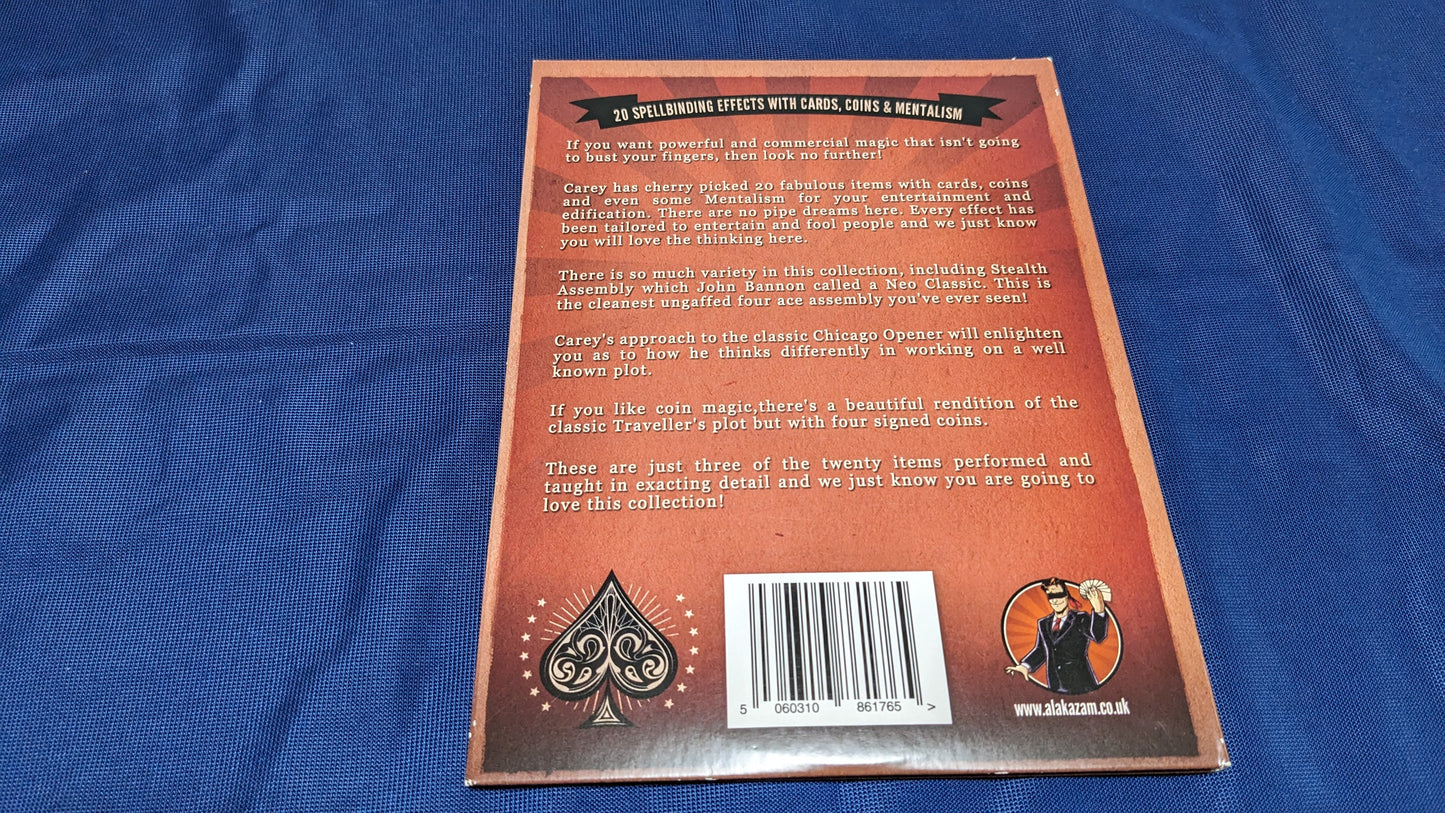 20 SPELLBINDING EFFECTS WITH CARDS, COINS & MENTALISM
If you want powerful and commercial magic that isn't going
to bust your fingers, then look no further!
Carey has cherry picked 20 fabulous items with cards, coins
and even some Mentalism for your entertainment and
edification. There are no pipe dreams here. Every effect has
been tailored to entertain and fool people and we just know
you will love the thinking here.
There is so much variety in this collection, including Stealth
Assembly which John Bannon called a Neo Classic. This is
the cleanest ungaffed four ace assembly you've ever seen!
Carey's approach to the classic Chicago Opener will enlighten
you as to how he thinks differently in working on a well
known plot.
If you like coin magic,there's a beautiful rendition of the
classic Traveller's plot but with four signed coins.
These are just three of the twenty items performed and
taught in exacting detail and we just know you are going to
love this collection!
5 060310 861765 >
www.alakazam.co.uk